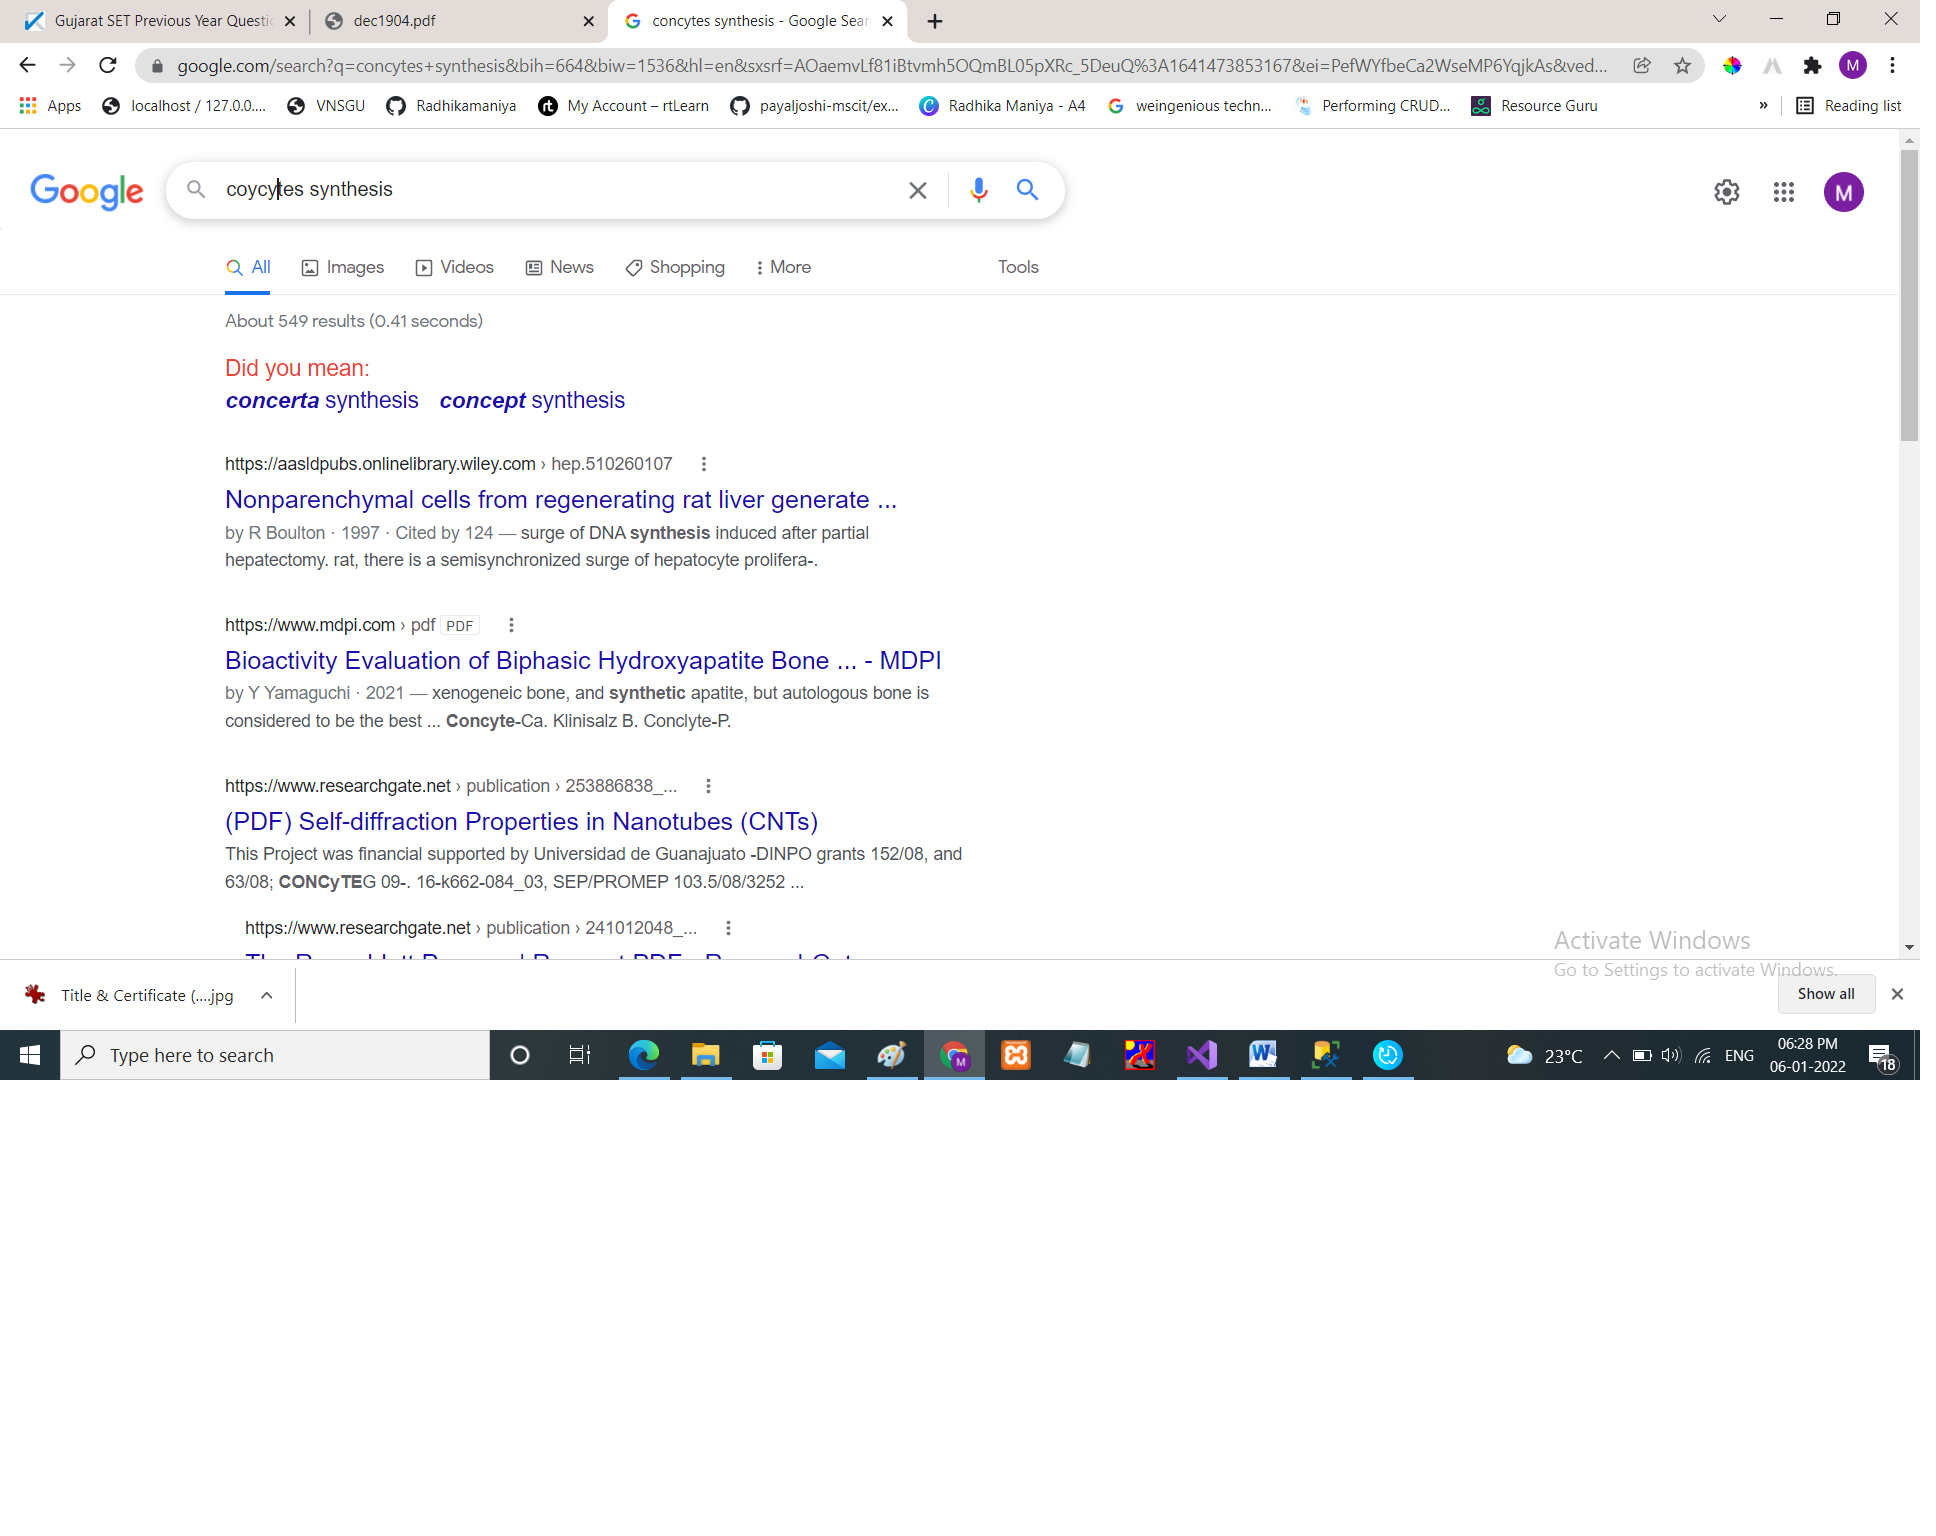 Gujarat SET Previous Year Questi
dec1904.pdf
concytes synthesis - Google Sear
google.com/search?q=concytes+synthesis&bih=664&biw=1536&hl=en&sxsrf=AOaemvLf81iBtvmh5OQmBL05pXRc_5DeuQ%3A1641473853167&ei=PefWYfbeCa2WseMP6YqjkAs&ved...
M
Apps
localhost / 127.0.0....
VNSGU
Radhikamaniya
rt
My Account – rtLearn
payaljoshi-mscit/ex...
Radhika Maniya - A4
weingenious techn...
Performing CRUD...
Resource Guru
»
Reading list
Google
coycytes synthesis
M
All
Images
Videos
News
Shopping
More
Tools
About 549 results (0.41 seconds)
Did you mean:
concerta synthesis concept synthesis
https://aasldpubs.onlinelibrary.wiley.com › hep.510260107
Nonparenchymal cells from regenerating rat liver generate ...
by R Boulton · 1997 · Cited by 124 — surge of DNA synthesis induced after partial
hepatectomy. rat, there is a semisynchronized surge of hepatocyte prolifera-.
https://www.mdpi.com › pdf PDF
Bioactivity Evaluation of Biphasic Hydroxyapatite Bone ... - MDPI
by Y Yamaguchi · 2021 — xenogeneic bone, and synthetic apatite, but autologous bone is
considered to be the best ... Concyte-Ca. Klinisalz B. Conclyte-P.
https://www.researchgate.net › publication › 253886838_...
(PDF) Self-diffraction Properties in Nanotubes (CNTs)
This Project was financial supported by Universidad de Guanajuato -DINPO grants 152/08, and
63/08; CONCyTEG 09-. 16-k662-084_03, SEP/PROMEP 103.5/08/3252 ...
https://www.researchgate.net › publication › 241012048_...
Activate Windows
Go to Settings to activate Windows.
Title & Certificate (....jpg
Show all
Type here to search
M
23°C
ENG
06:28 PM
06-01-2022
18